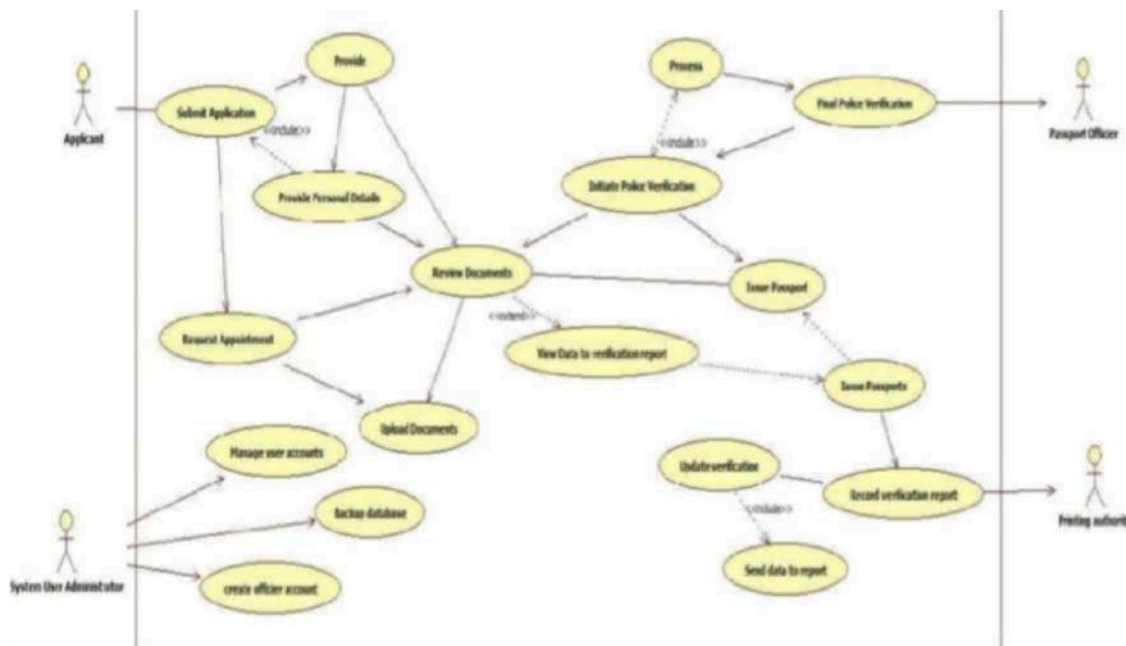 Provide
Process
Submit Application
Final Police Verification
Applicant
Passport Officer
<<include>>
<<include>>
Provide Personal Details
Initiate Police Verification
Review Documents
Issue Passport
<<extend>>
Request Appointment
View Data to verification report
Issue Passports
Upload Documents
Manage user accounts
Update verification
Record verification report
Backup database
<<include>>
Printing authorit
System User Administrator
Send data to report
create officier account